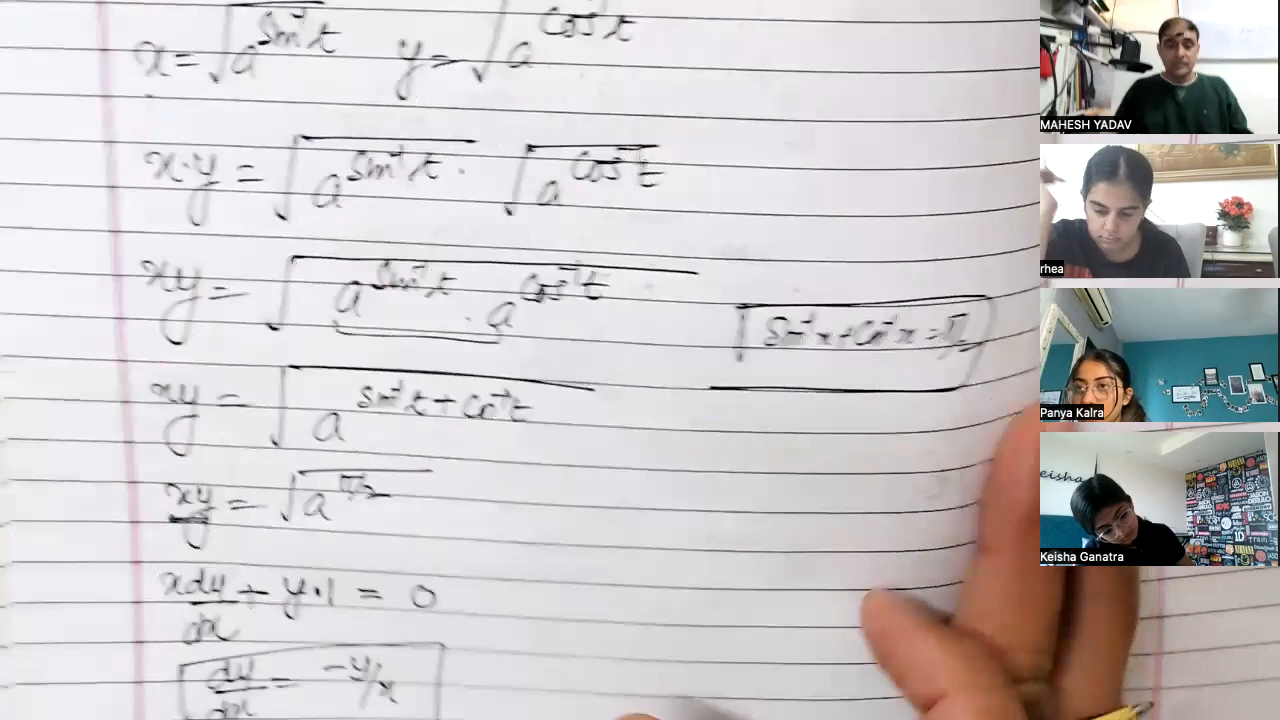 x = √a^sin⁻¹t   y = √a^cos⁻¹t
x·y = √a^sin⁻¹t · √a^cos⁻¹t
xy = √a^sin⁻¹t · a^cos⁻¹t
sin⁻¹x + cos⁻¹x = π/2
xy = √a^sin⁻¹t + cos⁻¹t
xy = √a^π/2
x dy/dx + y·1 = 0
dy/dx = -y/x
MAHESH YADAV
rhea
Panya Kalra
eisha
Keisha Ganatra